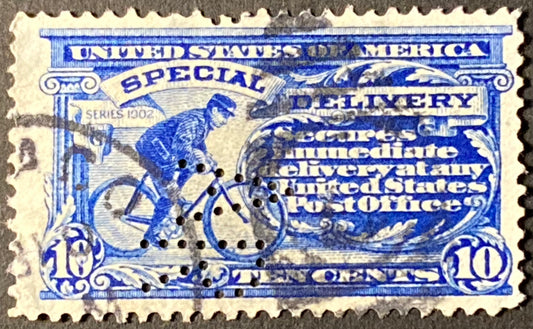 UNITED STATES OF AMERICA
SPECIAL
DELIVERY
SERIES 1902
Secures
immediate
delivery at any
United States
Post Office
10 TEN CENTS 10